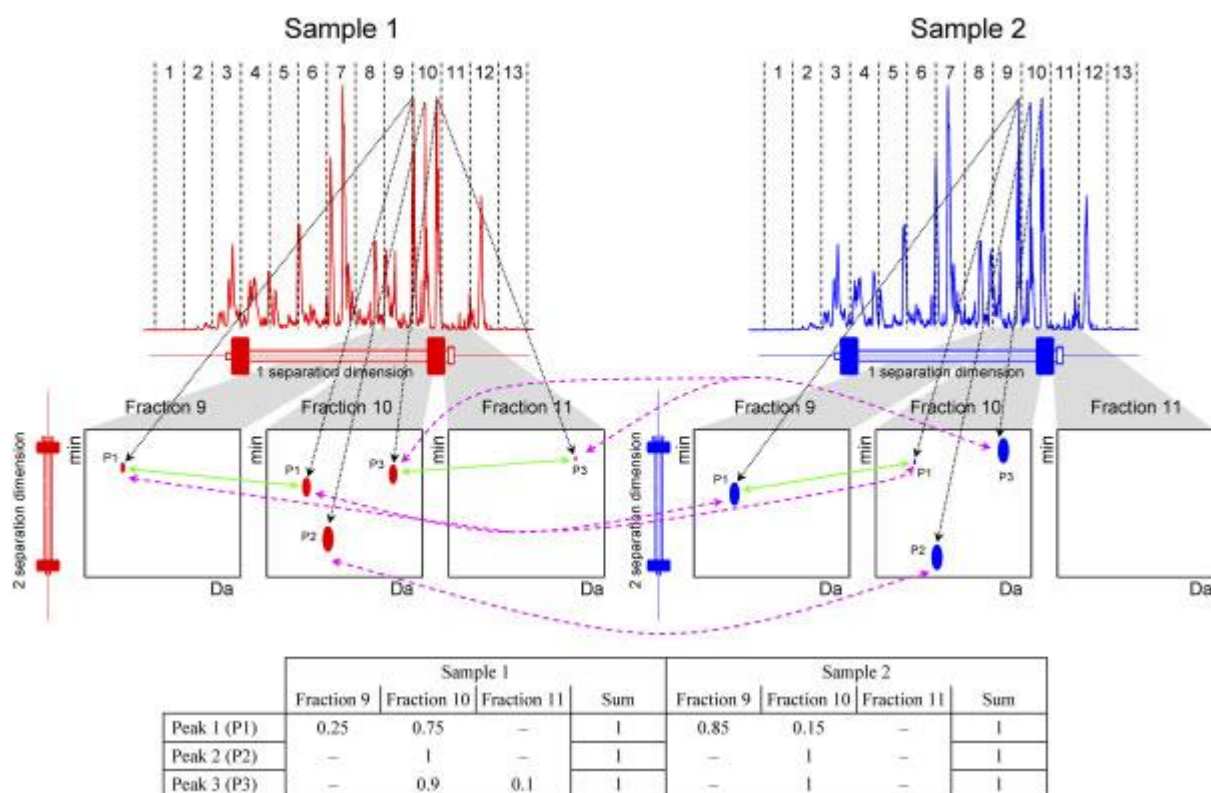 Sample 1 Sample 2
1 2 3 4 5 6 7 8 9 10 11 12 13 1 2 3 4 5 6 7 8 9 10 11 12 13
1 separation dimension 1 separation dimension
Fraction 9 Fraction 10 Fraction 11 Fraction 9 Fraction 10 Fraction 11
2 separation dimension min P1 min P1 P3 P2 min P3 2 separation dimension min P1 min P1 P3 P2 min
Da Da Da Da Da Da
Sample 1 Sample 2
Fraction 9 Fraction 10 Fraction 11 Sum Fraction 9 Fraction 10 Fraction 11 Sum
Peak 1 (P1) 0.25 0.75 – 1 0.85 0.15 – 1
Peak 2 (P2) – 1 – 1 – 1 – 1
Peak 3 (P3) – 0.9 0.1 1 – 1 – 1